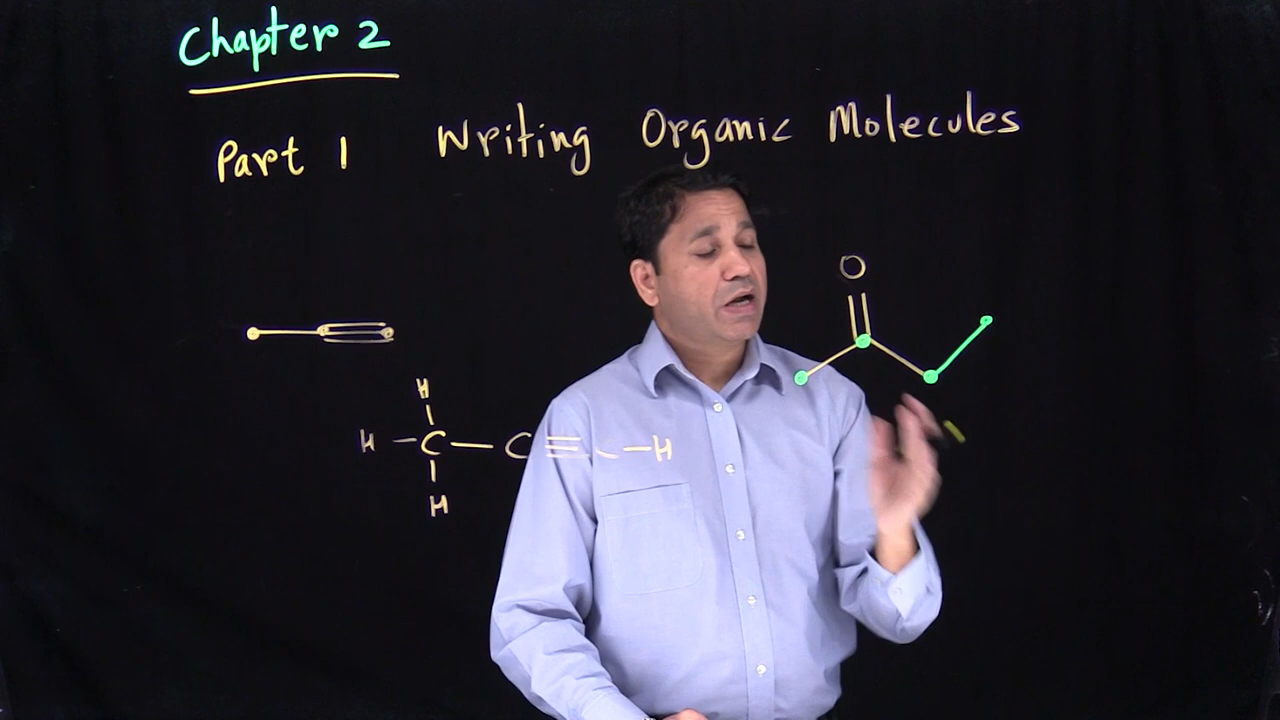 Chapter 2
Part 1 Writing Organic Molecules
O
H
H – C – C ≡ C – H
H